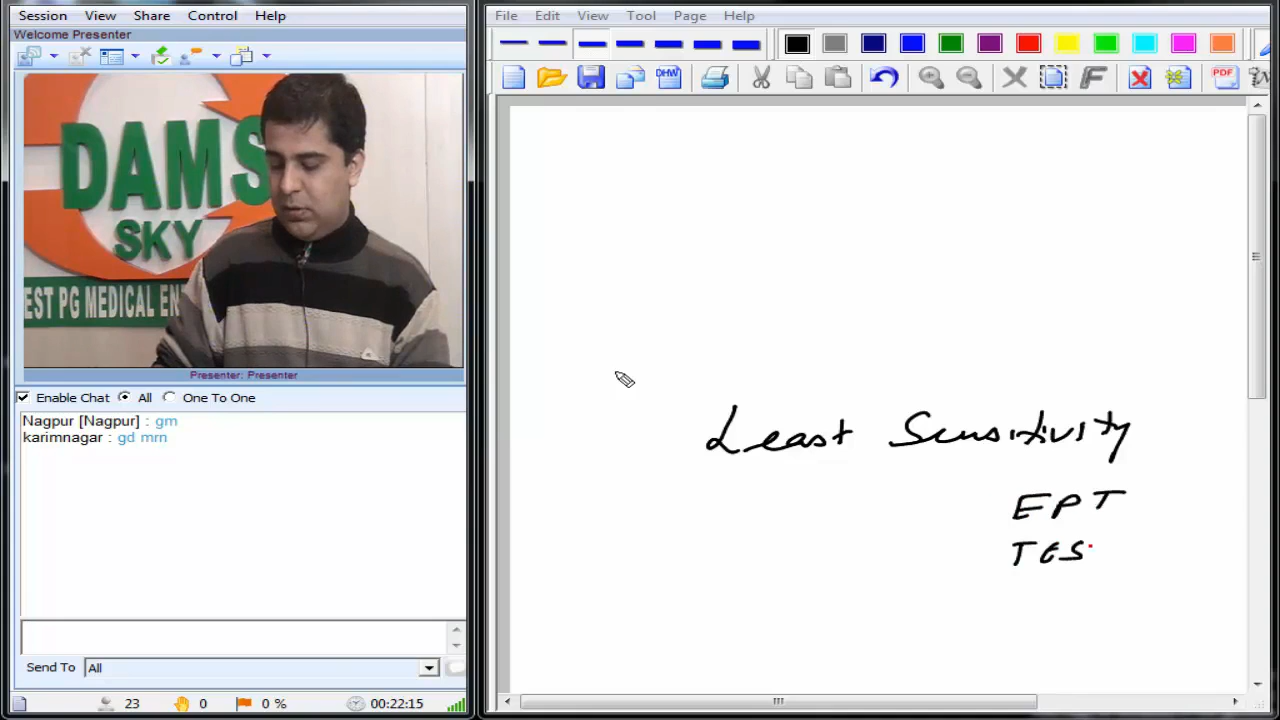 Session View Share Control Help
Welcome Presenter
DAMS
SKY
EST PG MEDICAL EN
Presenter: Presenter
Enable Chat All One To One
Nagpur [Nagpur] : gm
karimnagar : gd mrn
Send To All
23 0 0 % 00:22:15
File Edit View Tool Page Help
DHW PDF
Least Sensitivity
EPT
TES